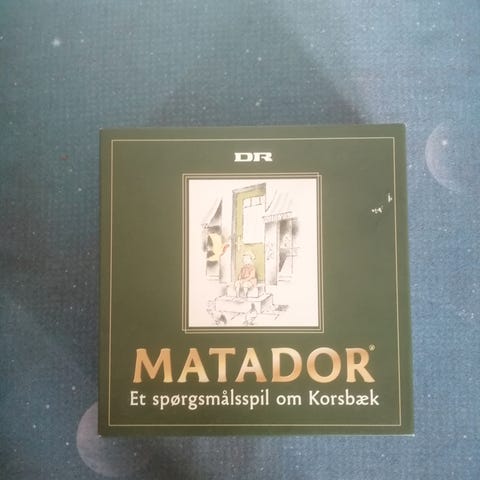 DR
MATADOR®
Et spørgsmålsspil om Korsbæk